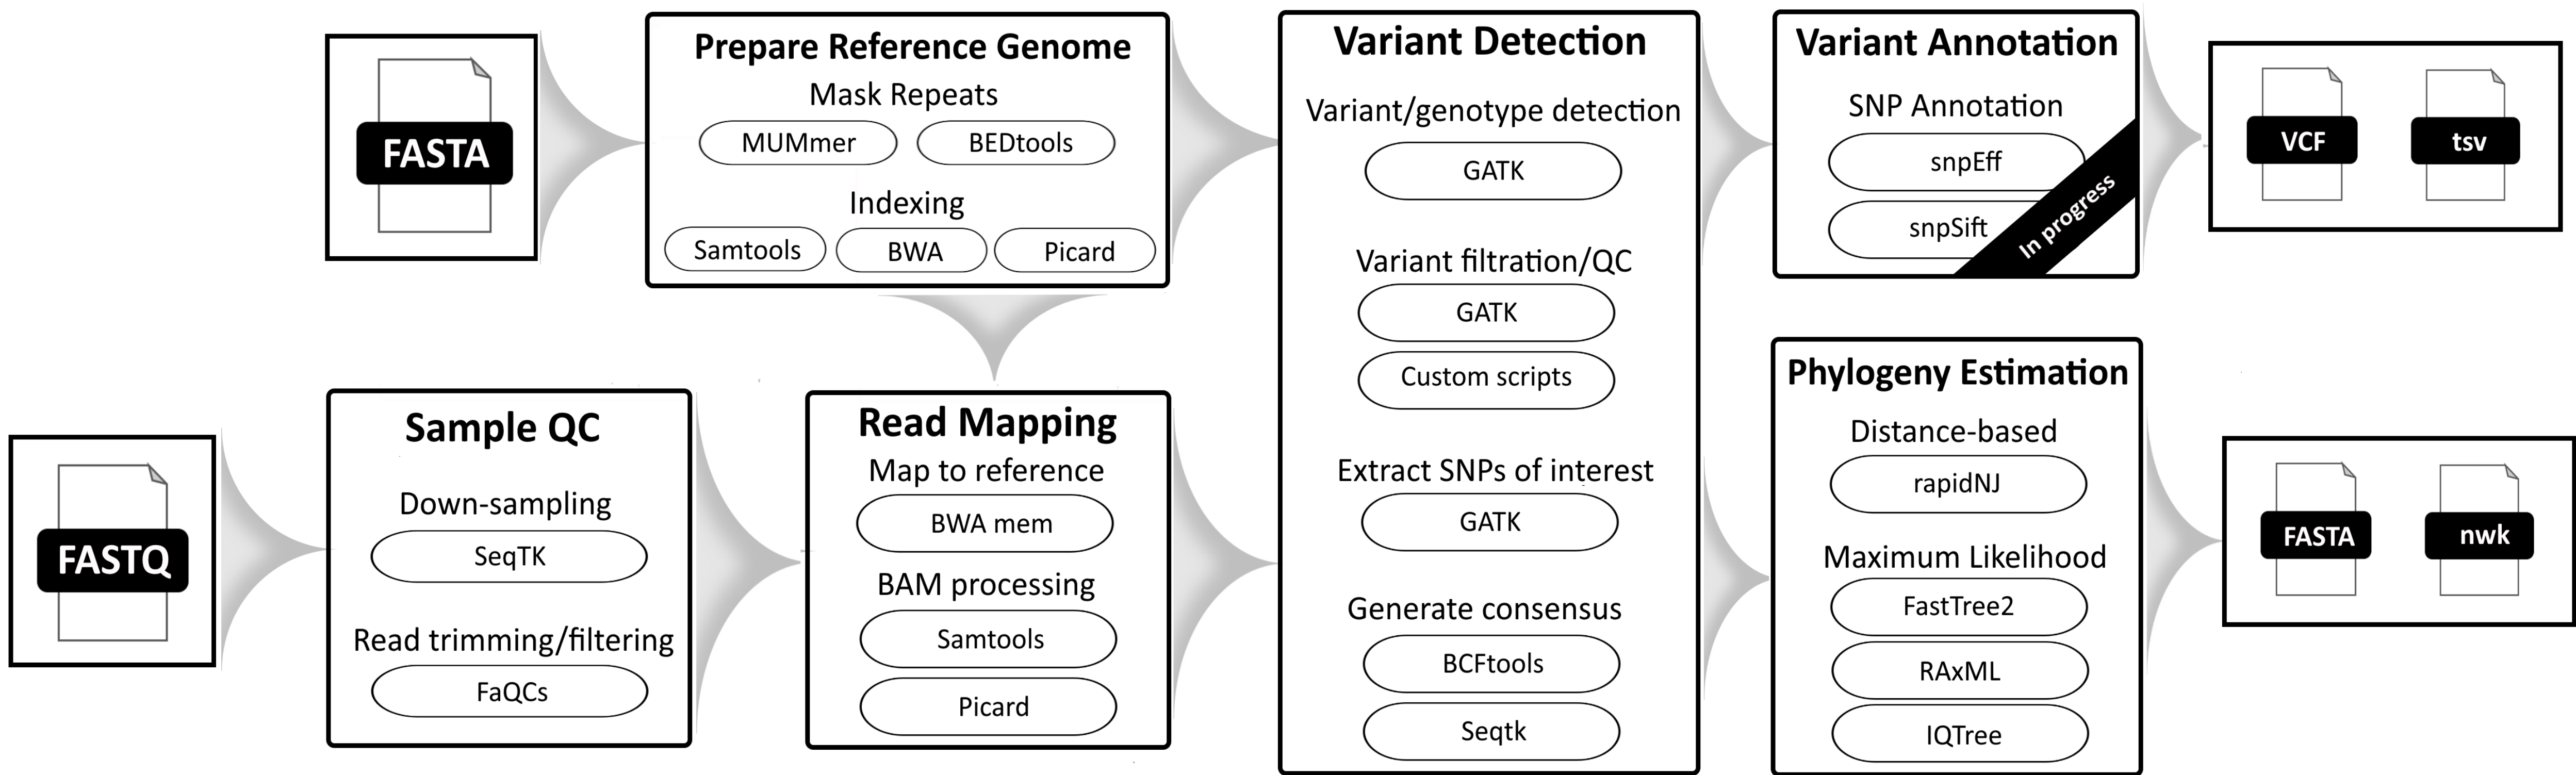 FASTA
Prepare Reference Genome
Mask Repeats
MUMmer
BEDtools
Indexing
Samtools
BWA
Picard
FASTQ
Sample QC
Down-sampling
SeqTK
Read trimming/filtering
FaQCs
Read Mapping
Map to reference
BWA mem
BAM processing
Samtools
Picard
Variant Detection
Variant/genotype detection
GATK
Variant filtration/QC
GATK
Custom scripts
Extract SNPs of interest
GATK
Generate consensus
BCFtools
Seqtk
Variant Annotation
SNP Annotation
snpEff
snpSift
In progress
VCF
tsv
Phylogeny Estimation
Distance-based
rapidNJ
Maximum Likelihood
FastTree2
RAxML
IQTree
FASTA
nwk